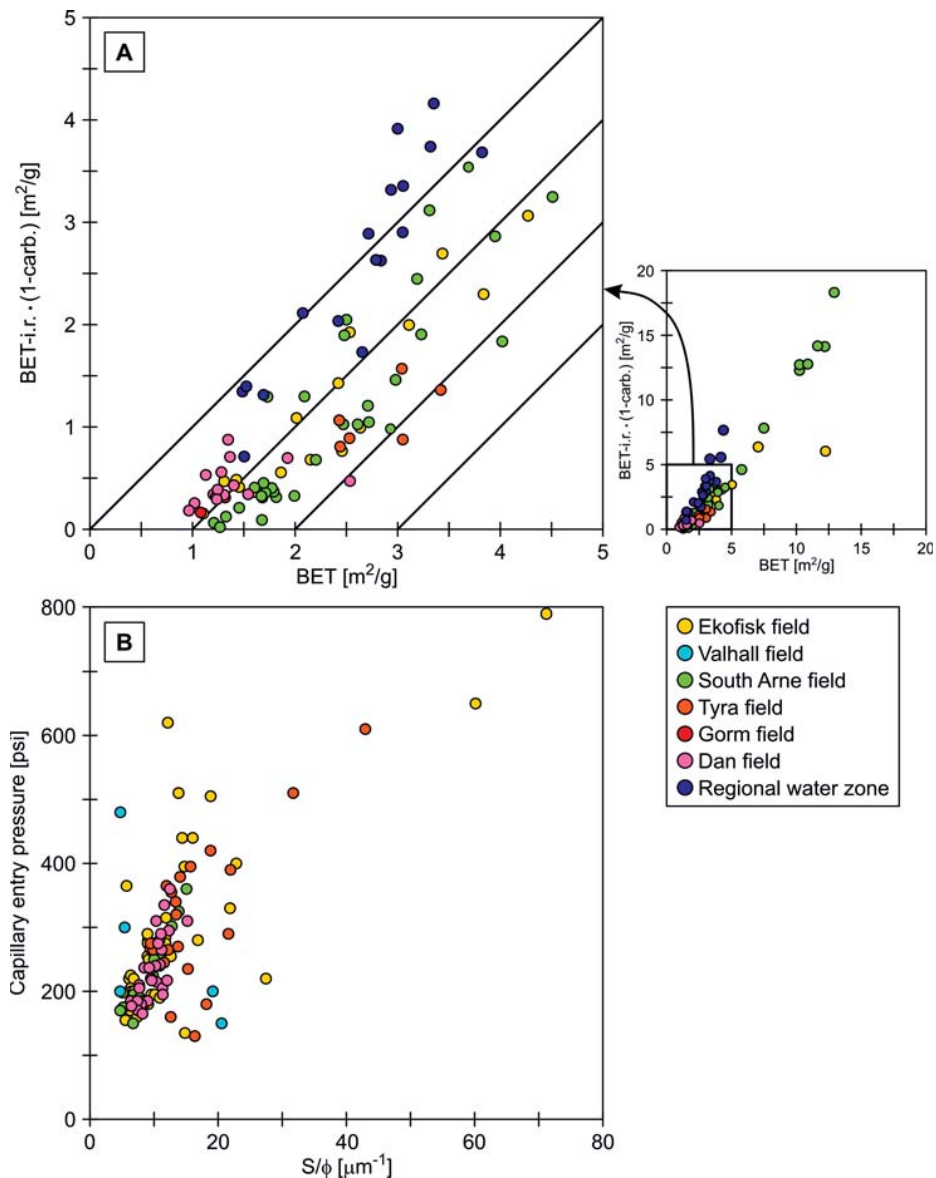 A
BET-i.r. · (1-carb.) [m²/g]
5
4
3
2
1
0
0 1 2 3 4 5
BET [m²/g]
BET-i.r. · (1-carb.) [m²/g]
20
15
10
5
0
0 5 10 15 20
BET [m²/g]
B
Capillary entry pressure [psi]
800
600
400
200
0
0 20 40 60 80
S/ϕ [μm⁻¹]
Ekofisk field
Valhall field
South Arne field
Tyra field
Gorm field
Dan field
Regional water zone